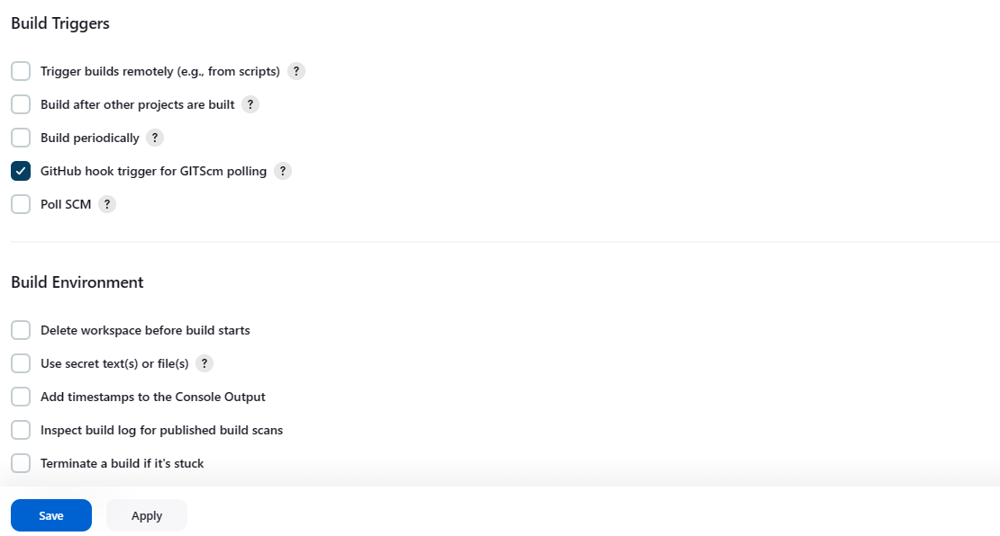 Build Triggers
Trigger builds remotely (e.g., from scripts) ?
Build after other projects are built ?
Build periodically ?
GitHub hook trigger for GITScm polling ?
Poll SCM ?
Build Environment
Delete workspace before build starts
Use secret text(s) or file(s) ?
Add timestamps to the Console Output
Inspect build log for published build scans
Terminate a build if it's stuck
Save Apply